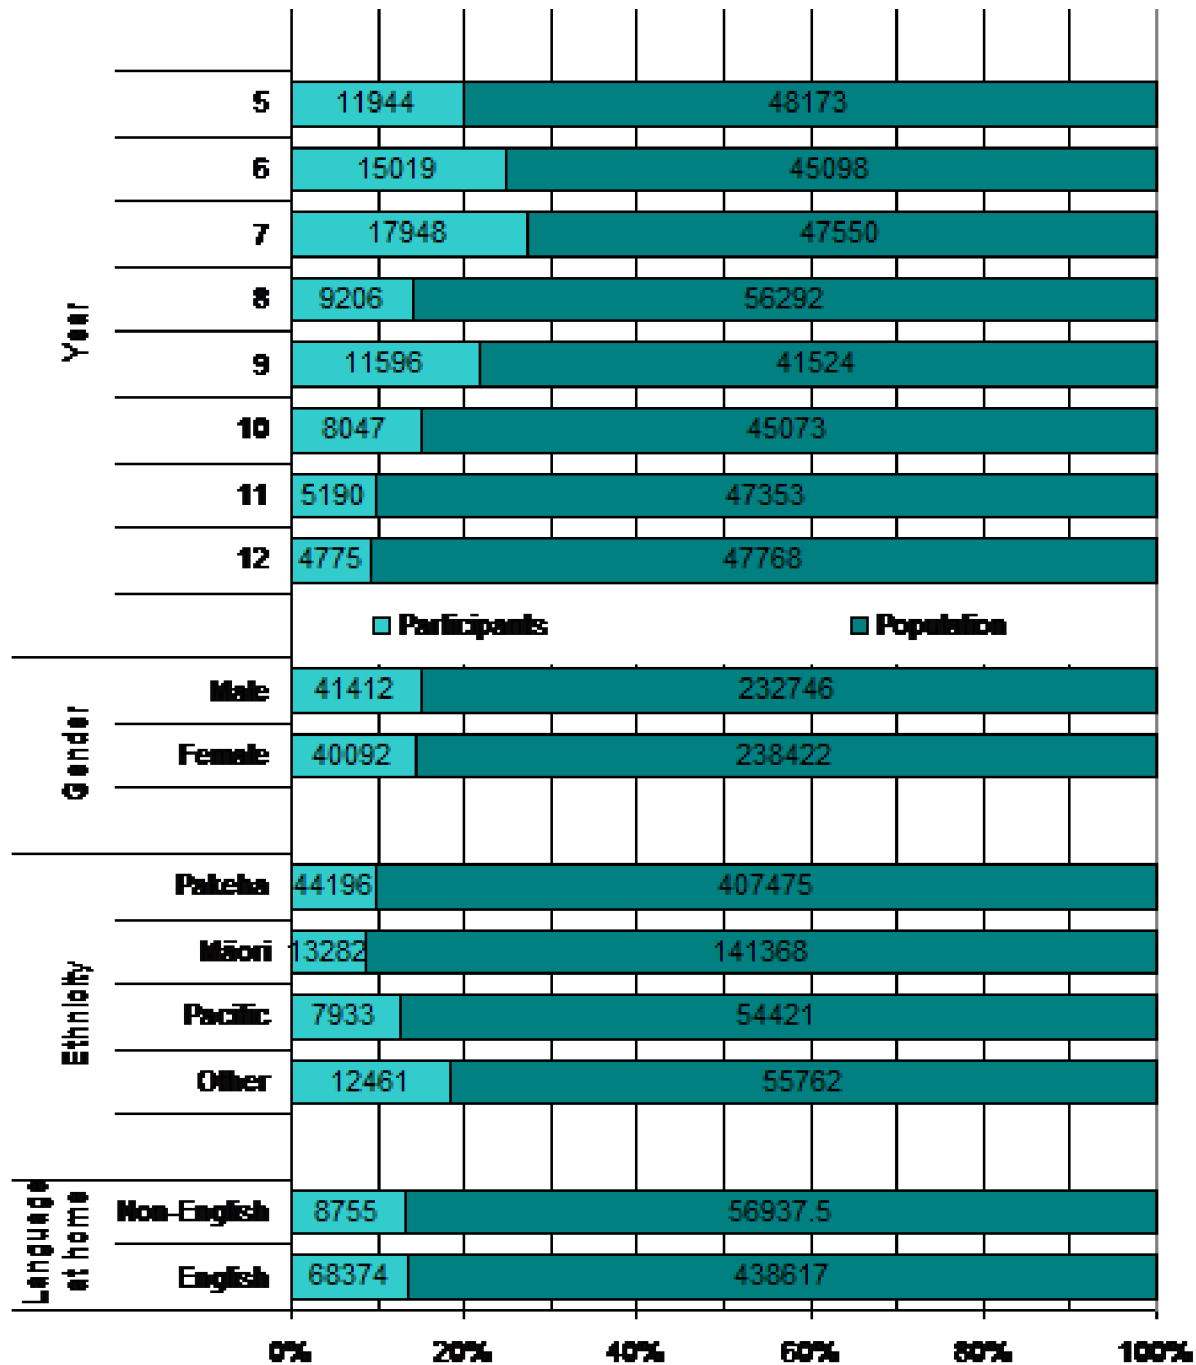 5 11944 48173
6 15019 45098
7 17948 47550
8 9206 56292
9 11596 41524
10 8047 45073
11 5190 47353
12 4775 47768
Year
Participants Population
Male 41412 232746
Female 40092 238422
Gender
Pakeha 44196 407475
Māori 13282 141368
Pacific 7933 54421
Other 12461 55762
Ethnicity
Non-English 8755 56937.5
English 68374 438617
Language
at home
0% 20% 40% 60% 80% 100%